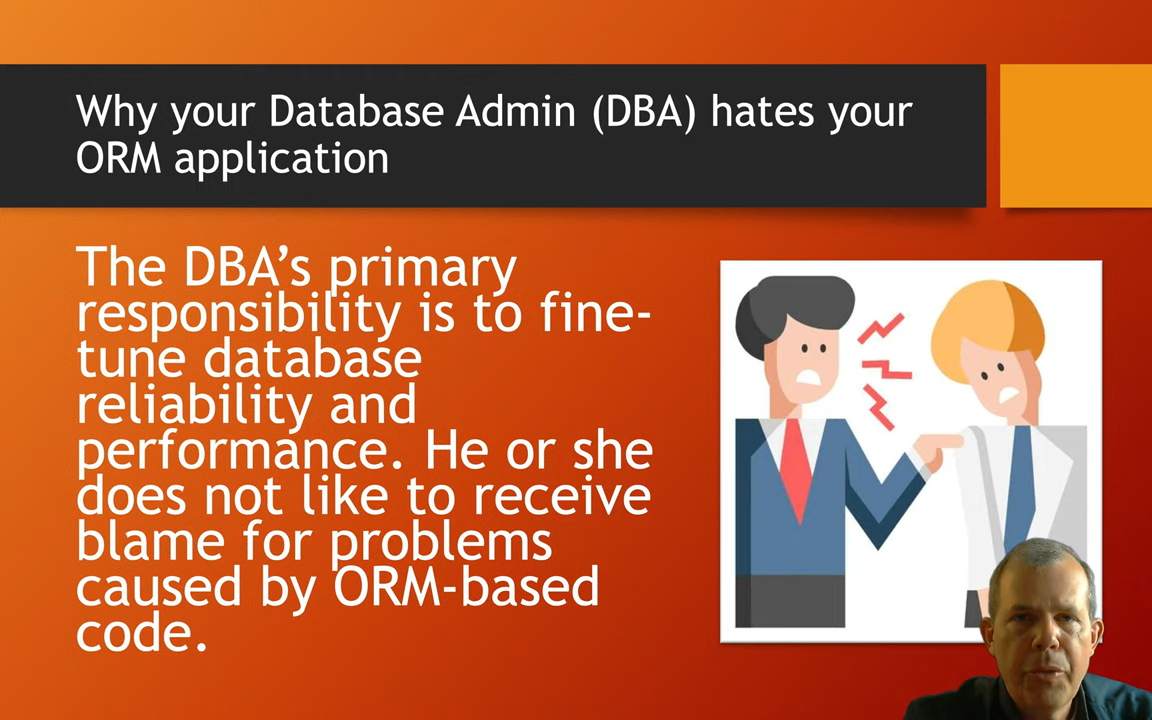 Why your Database Admin (DBA) hates your
ORM application
The DBA’s primary
responsibility is to fine-
tune database
reliability and
performance. He or she
does not like to receive
blame for problems
caused by ORM-based
code.